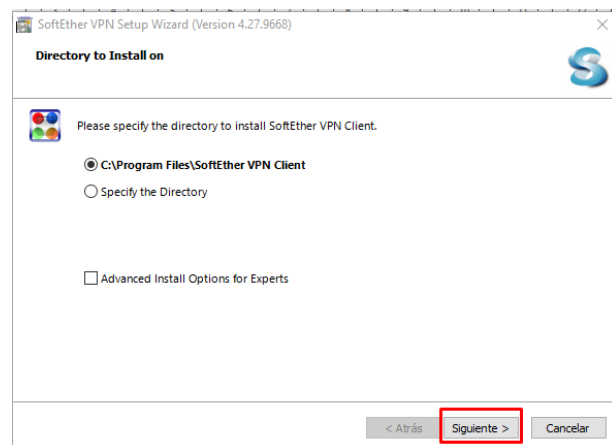 SoftEther VPN Setup Wizard (Version 4.27.9668)
Directory to Install on
Please specify the directory to install SoftEther VPN Client.
C:\Program Files\SoftEther VPN Client
Specify the Directory
Advanced Install Options for Experts
< Atrás Siguiente > Cancelar